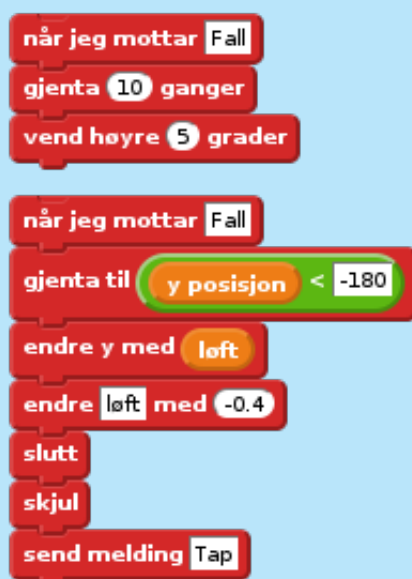 når jeg mottar Fall
gjenta 10 ganger
vend høyre 5 grader
når jeg mottar Fall
gjenta til y posisjon < -180
endre y med løft
endre løft med -0.4
slutt
skjul
send melding Tap